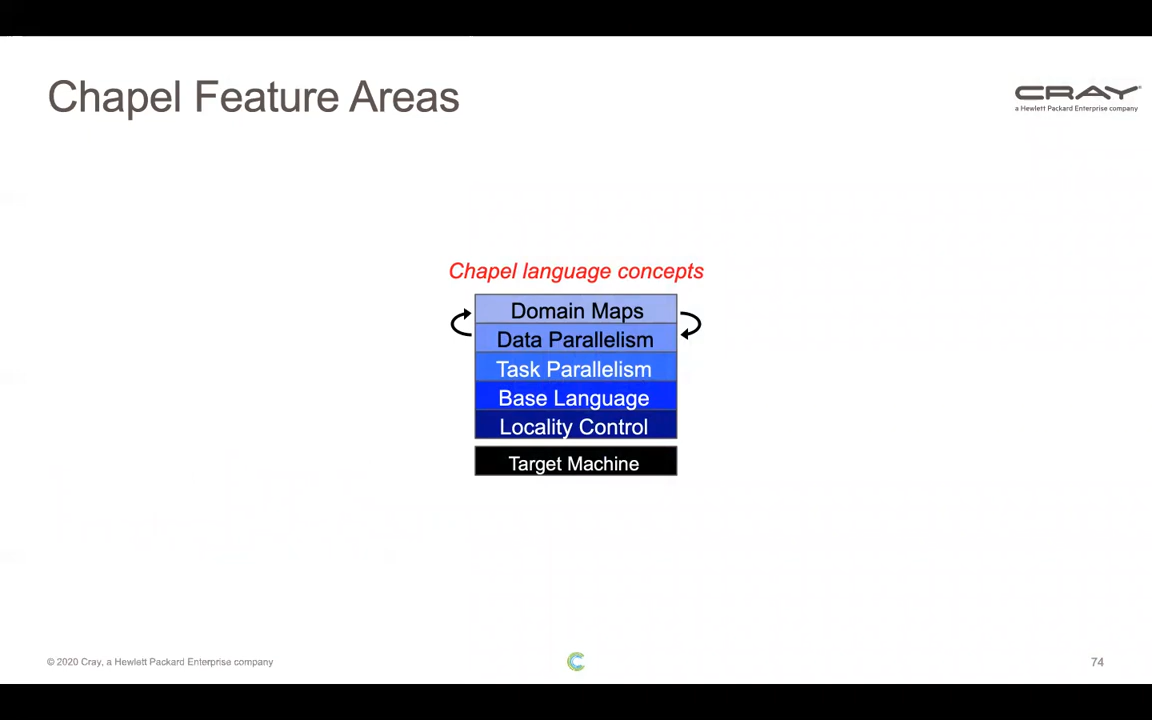 Chapel Feature Areas
CRAY
a Hewlett Packard Enterprise company
Chapel language concepts
Domain Maps
Data Parallelism
Task Parallelism
Base Language
Locality Control
Target Machine
© 2020 Cray, a Hewlett Packard Enterprise company
74